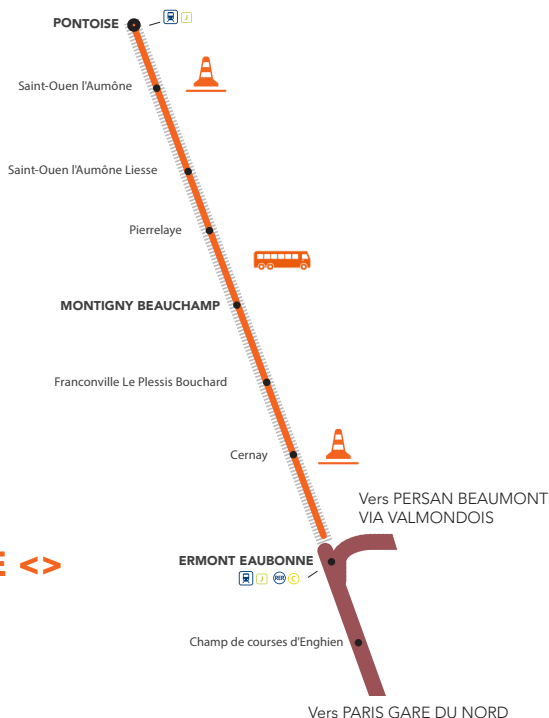 PONTOISE
J
Saint-Ouen l'Aumône
Saint-Ouen l'Aumône Liesse
Pierrelaye
MONTIGNY BEAUCHAMP
Franconville Le Plessis Bouchard
Cernay
Vers PERSAN BEAUMONT
VIA VALMONDOIS
E <>
ERMONT EAUBONNE
J RER C
Champ de courses d'Enghien
Vers PARIS GARE DU NORD